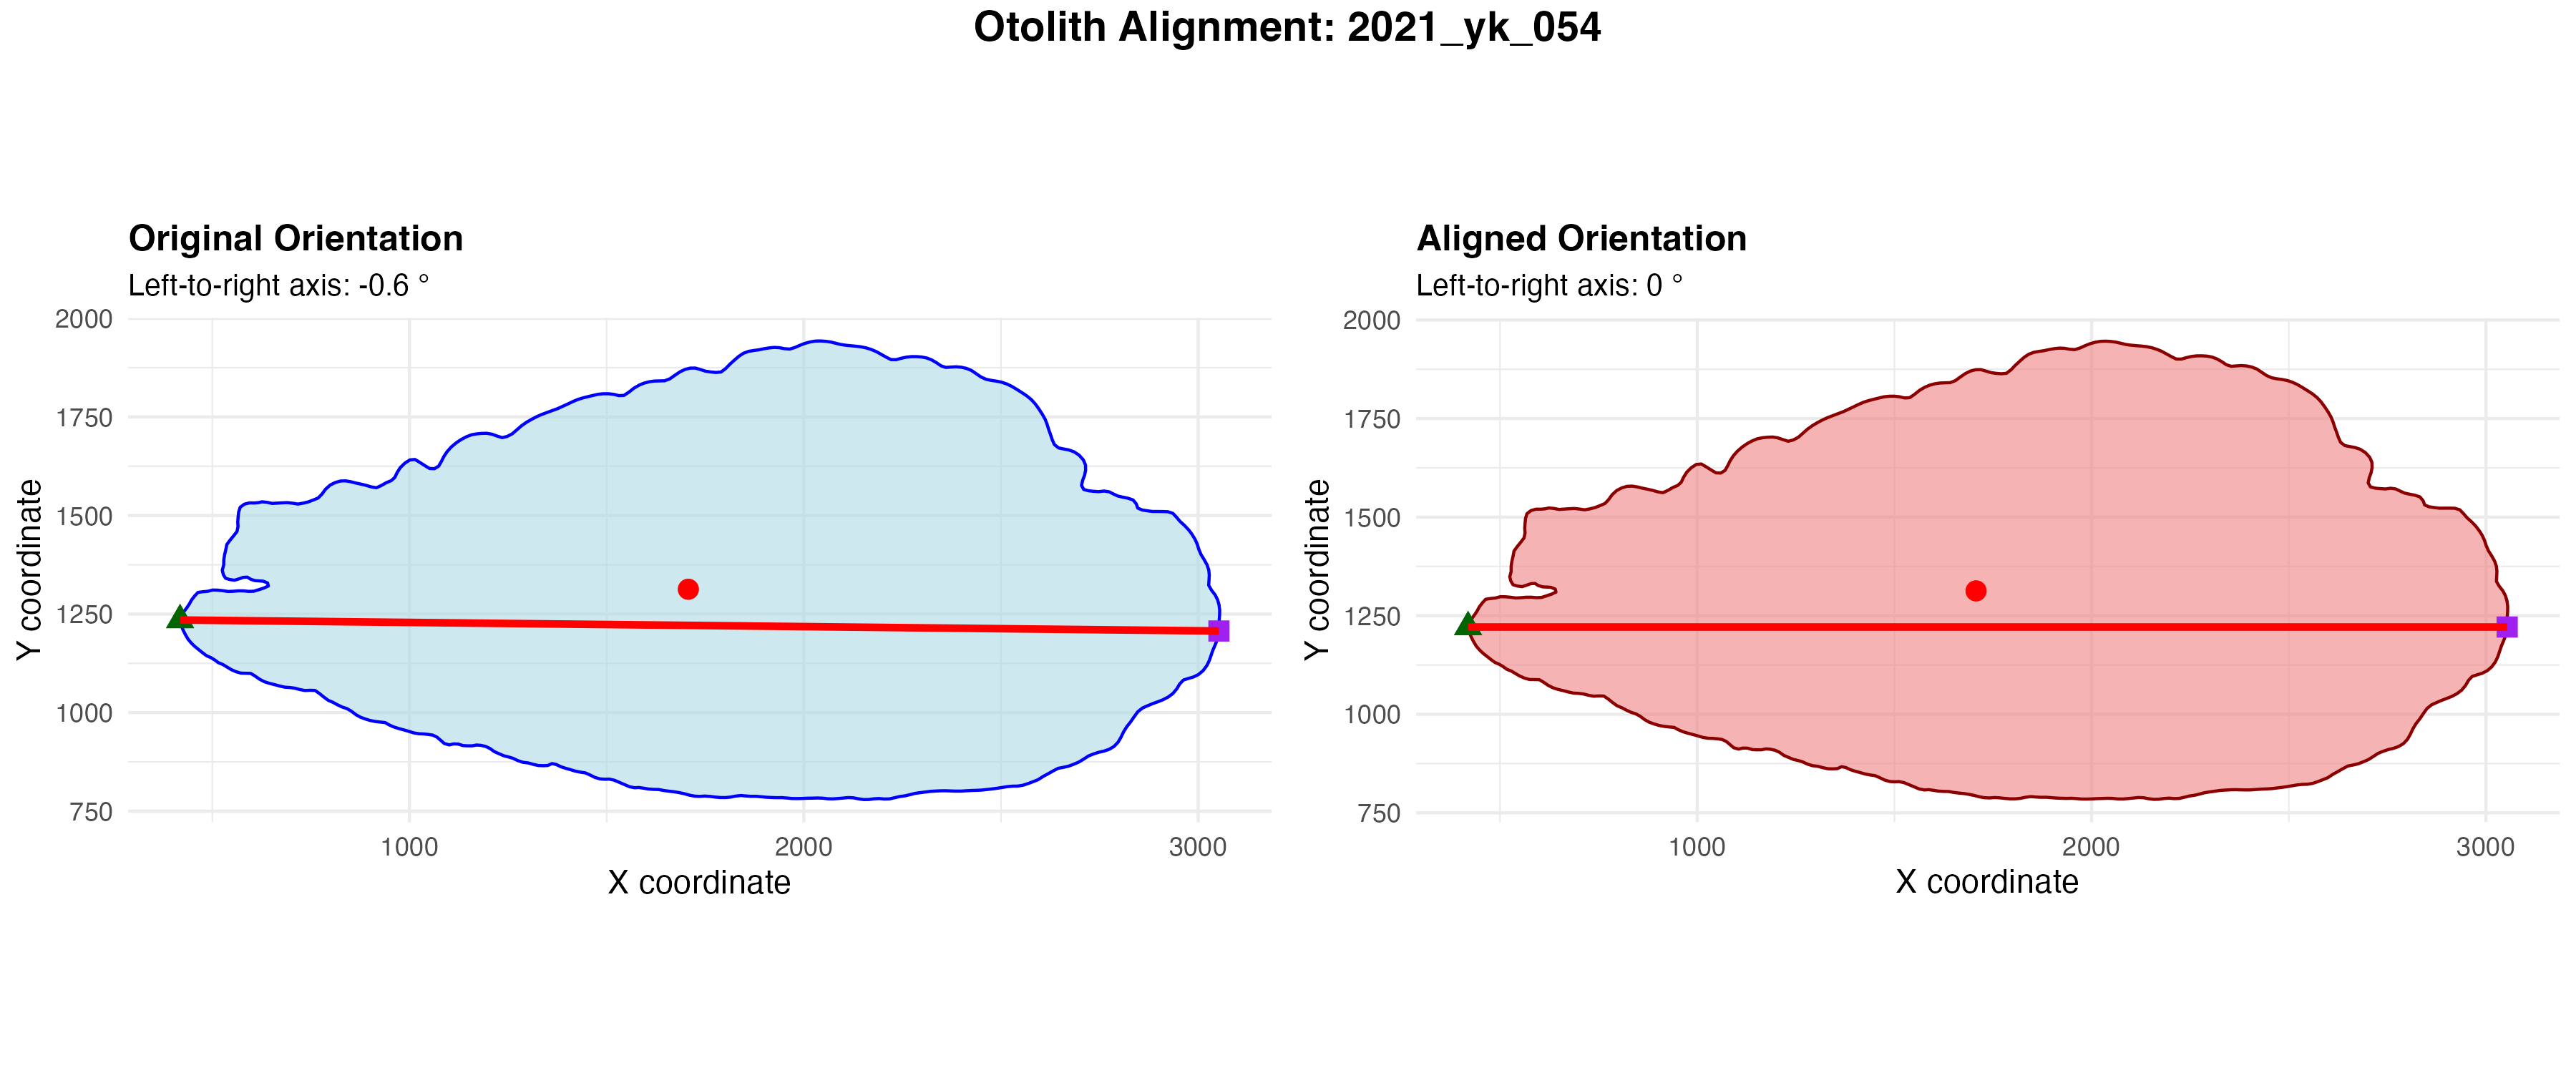 Otolith Alignment: 2021_yk_054
Original Orientation
Left-to-right axis: -0.6 °
2000
1750
1500
1250
1000
750
Y coordinate
1000
2000
3000
X coordinate
Aligned Orientation
Left-to-right axis: 0 °
2000
1750
1500
1250
1000
750
Y coordinate
1000
2000
3000
X coordinate